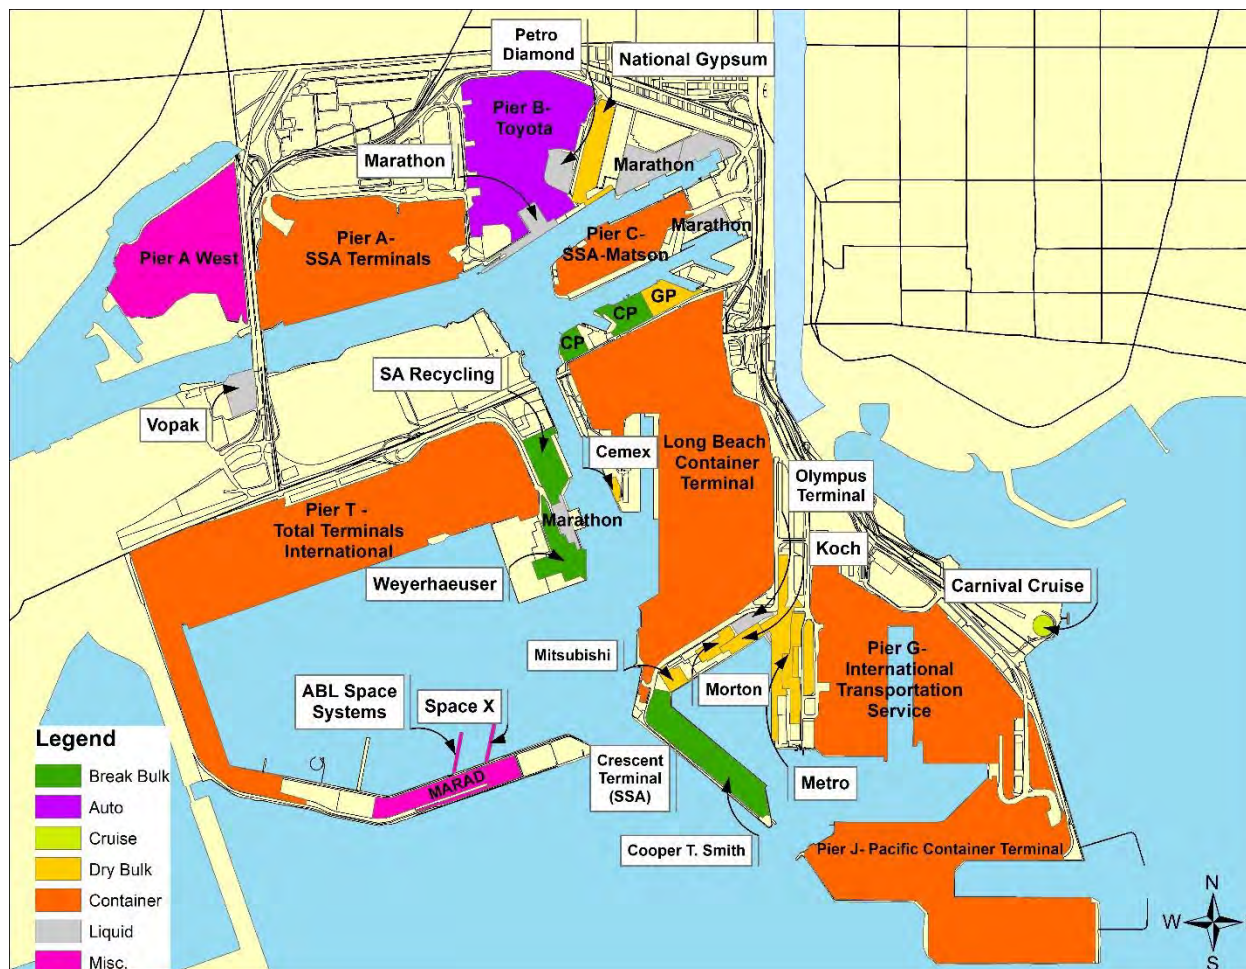 Petro
Diamond
National Gypsum
Pier B-
Toyota
Marathon
Marathon
Marathon
Pier A West
Pier A-
SSA Terminals
Pier C-
SSA-Matson
GP
CP
CP
SA Recycling
Vopak
Cemex
Long Beach
Container
Terminal
Olympus
Terminal
Koch
Pier T -
Total Terminals
International
Marathon
Weyerhaeuser
Carnival Cruise
Mitsubishi
Morton
Pier G-
International
Transportation
Service
ABL Space
Systems
Space X
MARAD
Crescent
Terminal
(SSA)
Metro
Cooper T. Smith
Pier J- Pacific Container Terminal
Legend
Break Bulk
Auto
Cruise
Dry Bulk
Container
Liquid
Misc.
N
W
E
S